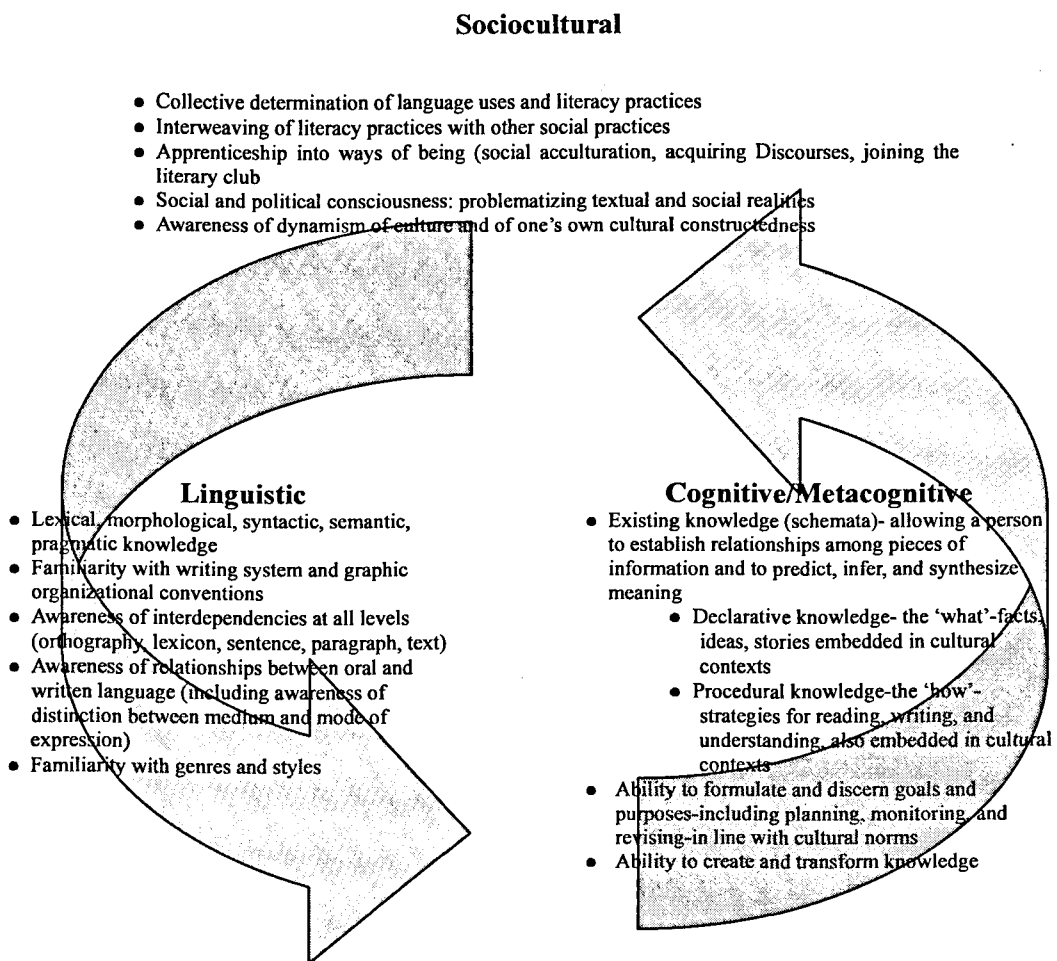 Sociocultural
● Collective determination of language uses and literacy practices
● Interweaving of literacy practices with other social practices
● Apprenticeship into ways of being (social acculturation, acquiring Discourses, joining the
literary club
● Social and political consciousness: problematizing textual and social realities
● Awareness of dynamism of culture and of one's own cultural constructedness
Linguistic
● Lexical, morphological, syntactic, semantic,
pragmatic knowledge
● Familiarity with writing system and graphic
organizational conventions
● Awareness of interdependencies at all levels
(orthography, lexicon, sentence, paragraph, text)
● Awareness of relationships between oral and
written language (including awareness of
distinction between medium and mode of
expression)
● Familiarity with genres and styles
Cognitive/Metacognitive
● Existing knowledge (schemata)- allowing a person
to establish relationships among pieces of
information and to predict, infer, and synthesize
meaning
● Declarative knowledge- the 'what'-facts,
ideas, stories embedded in cultural
contexts
● Procedural knowledge-the 'how'-
strategies for reading, writing, and
understanding, also embedded in cultural
contexts
● Ability to formulate and discern goals and
purposes-including planning, monitoring, and
revising-in line with cultural norms
● Ability to create and transform knowledge